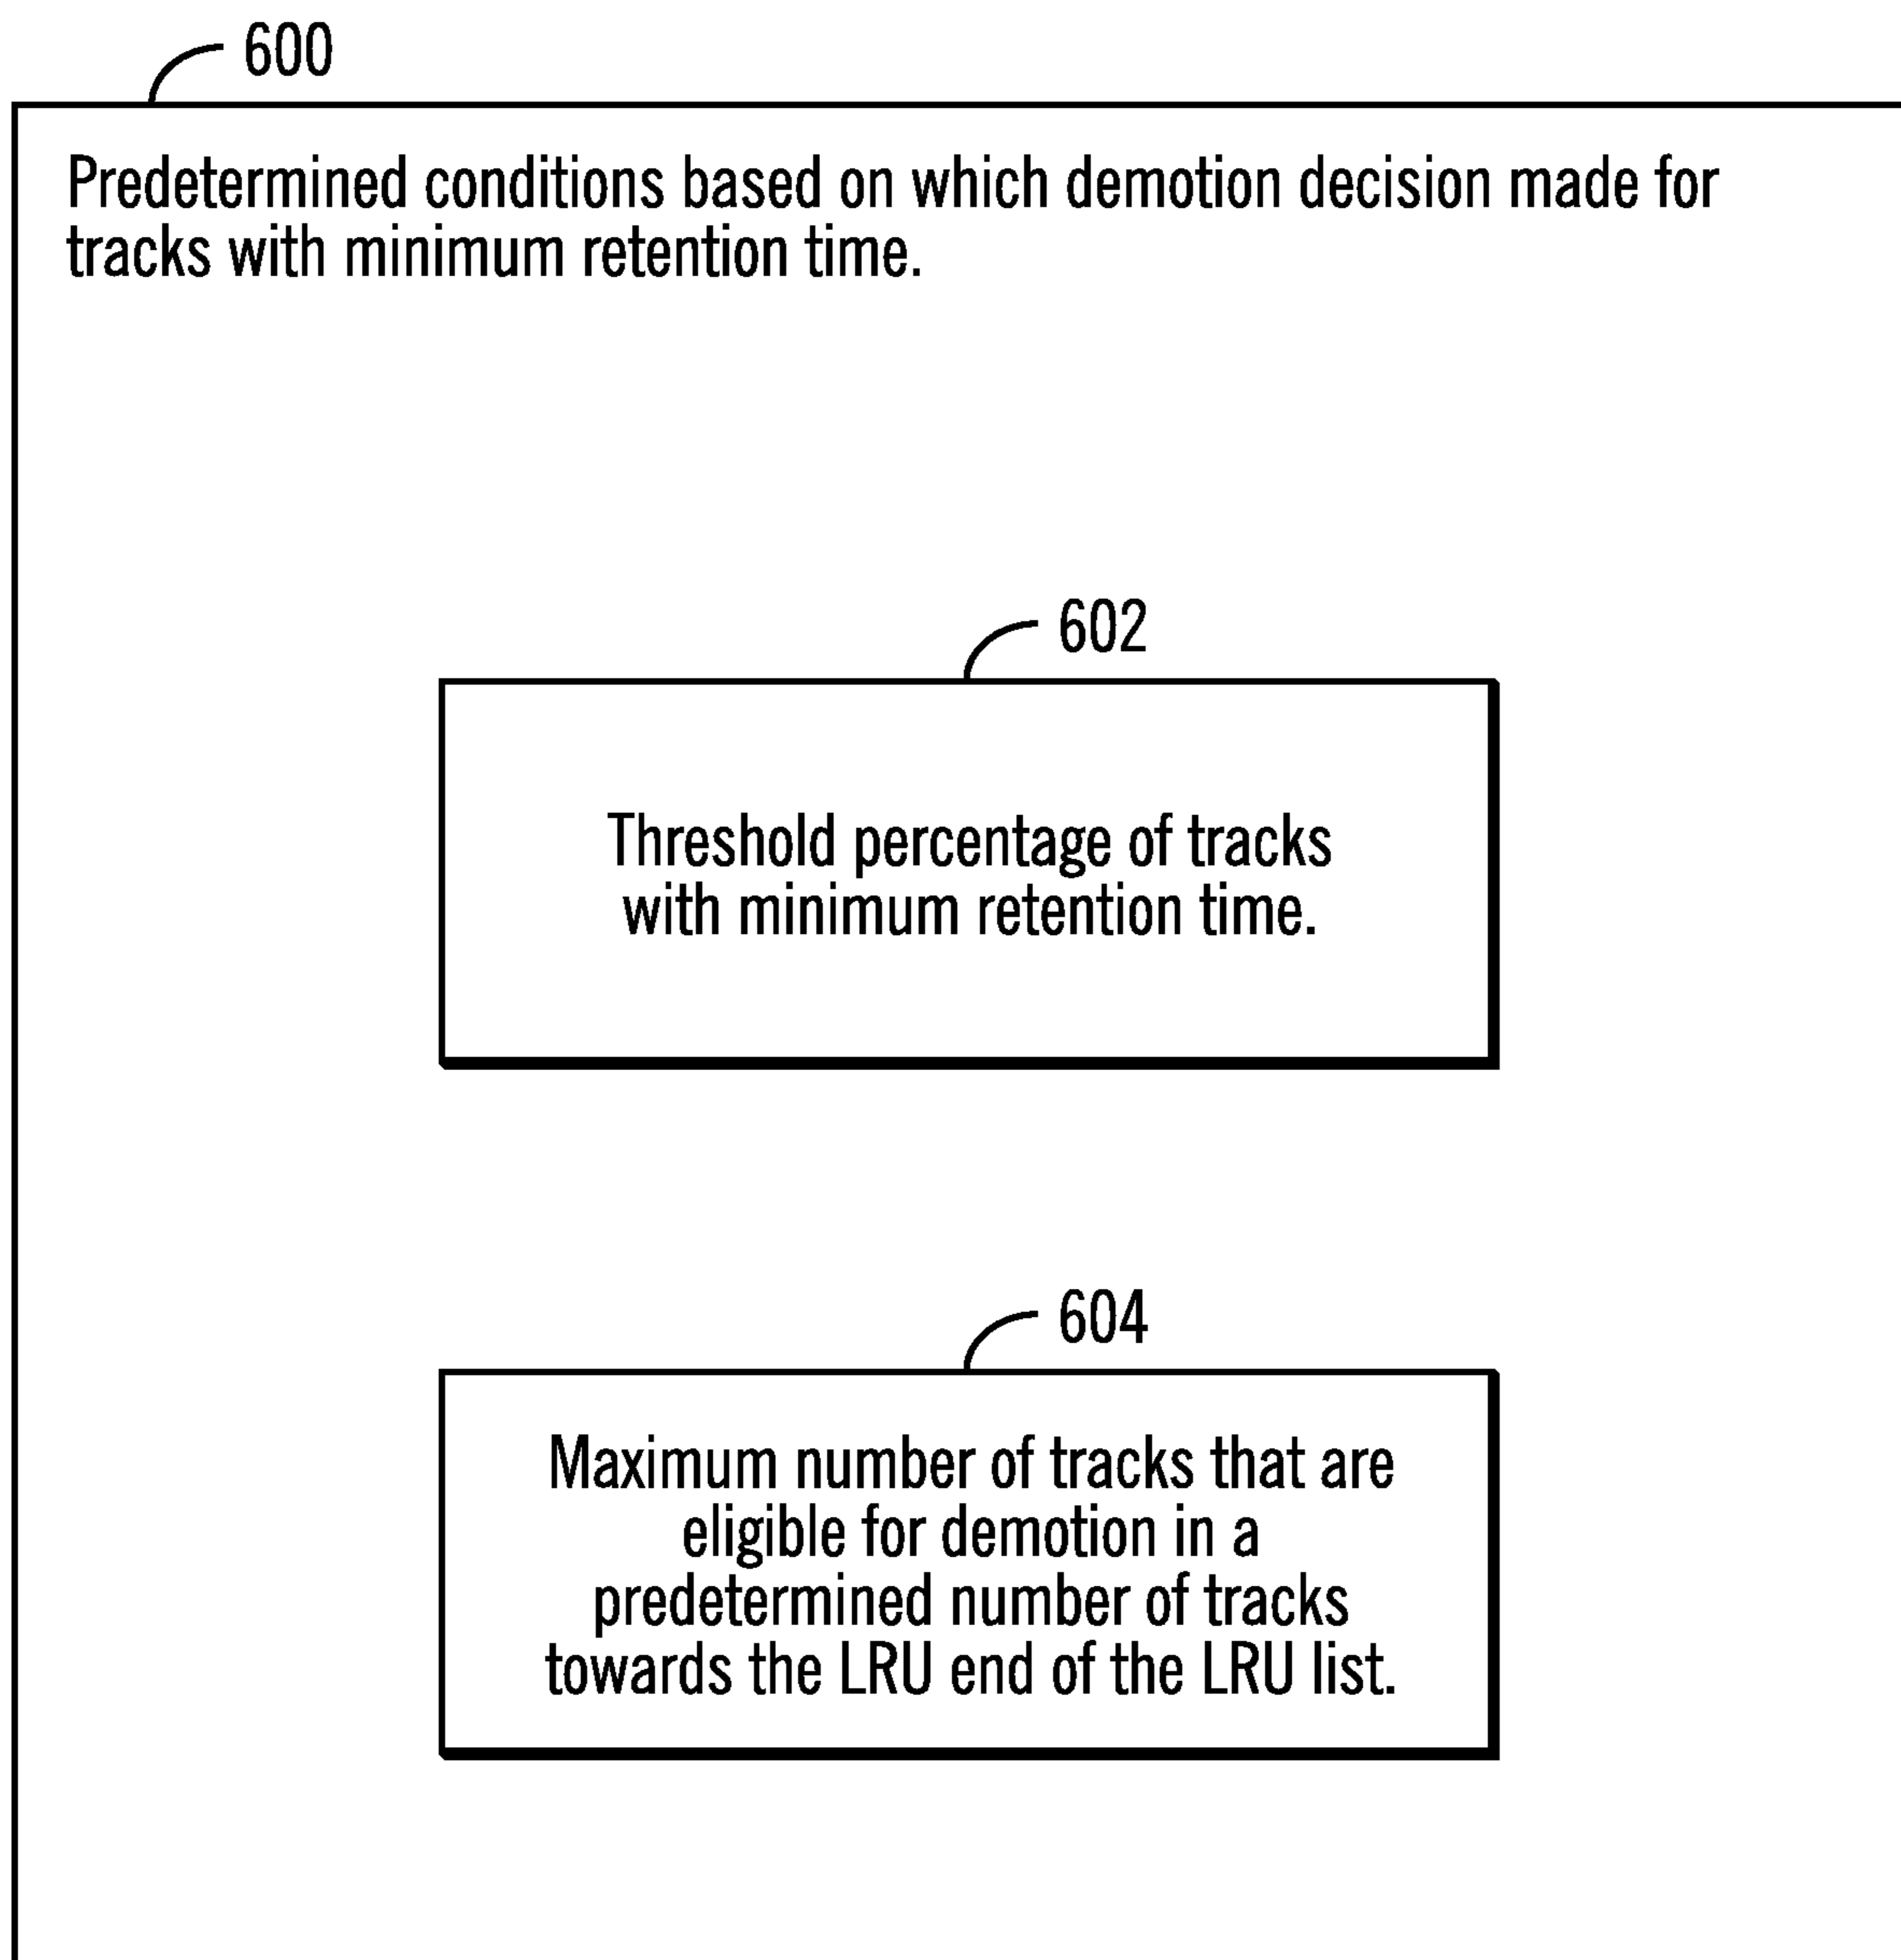 600
Predetermined conditions based on which demotion decision made for
tracks with minimum retention time.
602
Threshold percentage of tracks
with minimum retention time.
604
Maximum number of tracks that are
eligible for demotion in a
predetermined number of tracks
towards the LRU end of the LRU list.